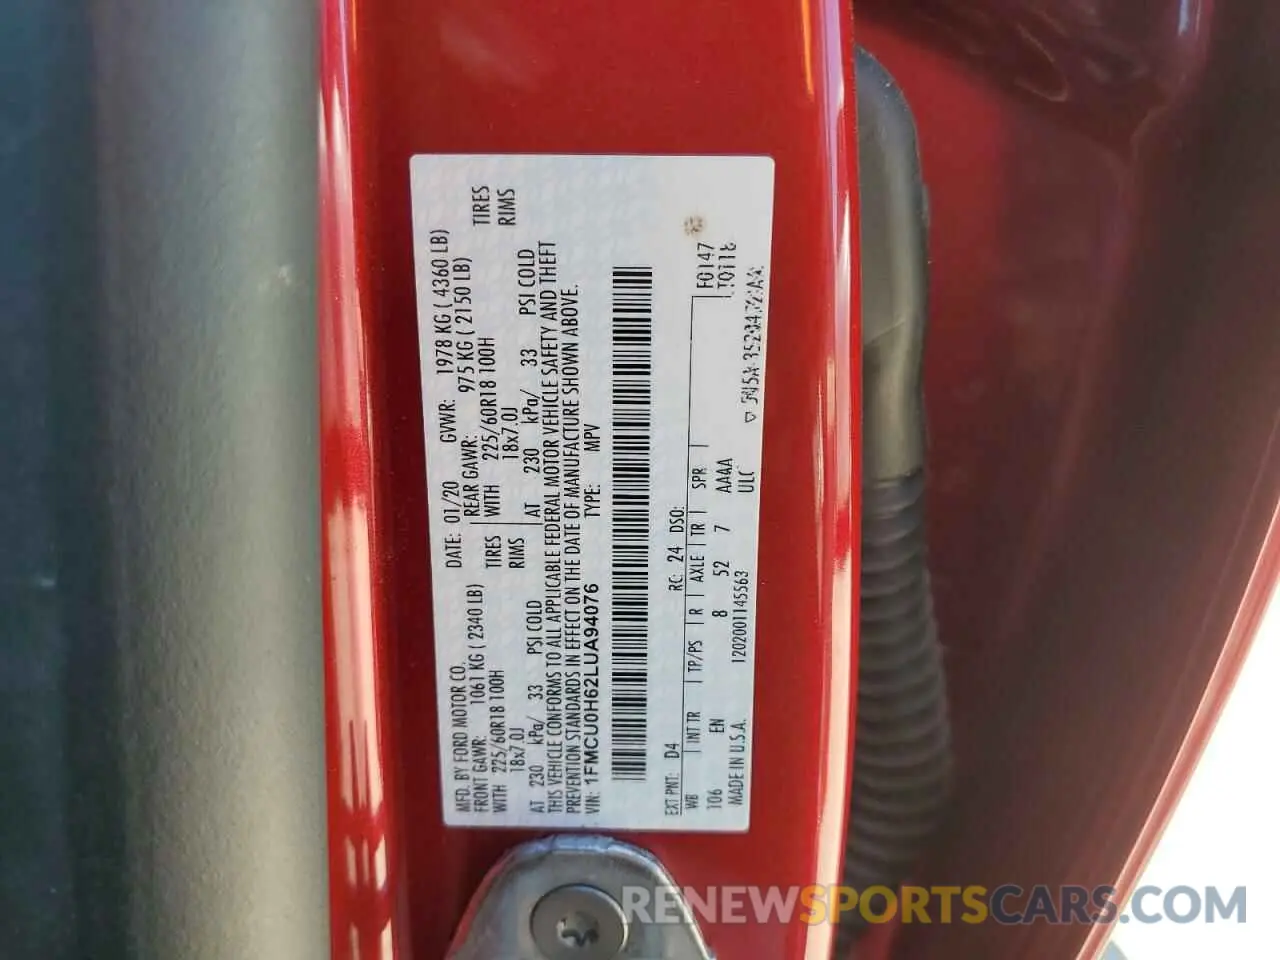 MFD. BY FORD MOTOR CO. DATE: 01/20 GVWR: 1978 KG ( 4360 LB)
FRONT GAWR: 1061 KG ( 2340 LB) REAR GAWR: 975 KG ( 2150 LB)
WITH 225/60R18 100H TIRES WITH 225/60R18 100H TIRES
18x7.0J RIMS 18x7.0J RIMS
AT 230 kPa/ 33 PSI COLD AT 230 kPa/ 33 PSI COLD
THIS VEHICLE CONFORMS TO ALL APPLICABLE FEDERAL MOTOR VEHICLE SAFETY AND THEFT
PREVENTION STANDARDS IN EFFECT ON THE DATE OF MANUFACTURE SHOWN ABOVE.
VIN: 1FMCU0H62LUA94076 TYPE: MPV
EXT PNT: D4 RC: 24 DSO: F0147
WB INT TR TP/PS R AXLE TR SPR T0118
106 EN 8 52 7 AAAA
MADE IN U.S.A. 1202001145563 ULC
RENEWSPORTSCARS.COM